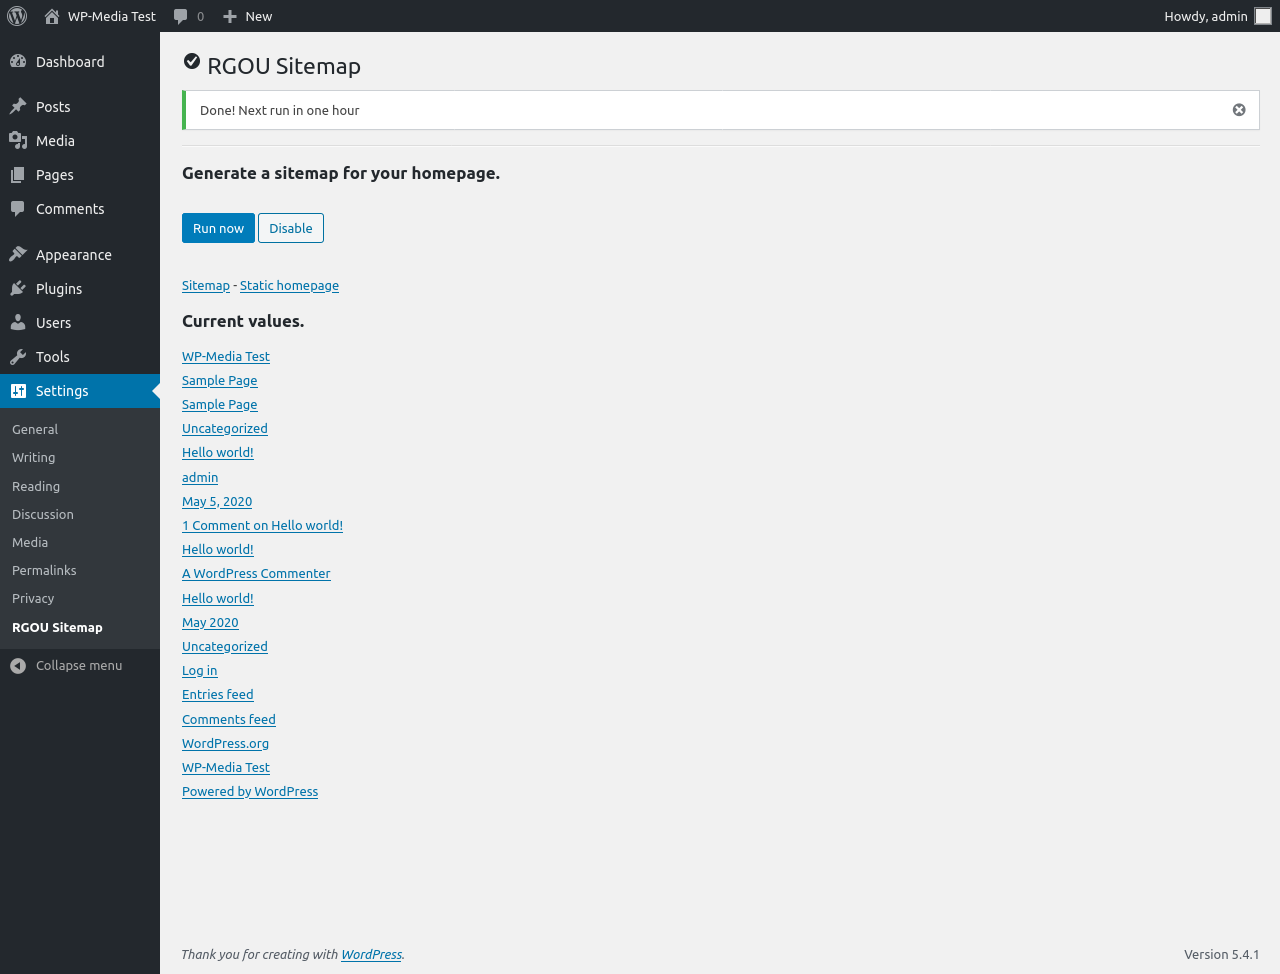 WP-Media Test 0 New Howdy, admin
Dashboard
Posts
Media
Pages
Comments
Appearance
Plugins
Users
Tools
Settings
General
Writing
Reading
Discussion
Media
Permalinks
Privacy
RGOU Sitemap
Collapse menu
RGOU Sitemap
Done! Next run in one hour
Generate a sitemap for your homepage.
Run now Disable
Sitemap - Static homepage
Current values.
WP-Media Test
Sample Page
Sample Page
Uncategorized
Hello world!
admin
May 5, 2020
1 Comment on Hello world!
Hello world!
A WordPress Commenter
Hello world!
May 2020
Uncategorized
Log in
Entries feed
Comments feed
WordPress.org
WP-Media Test
Powered by WordPress
Thank you for creating with WordPress. Version 5.4.1